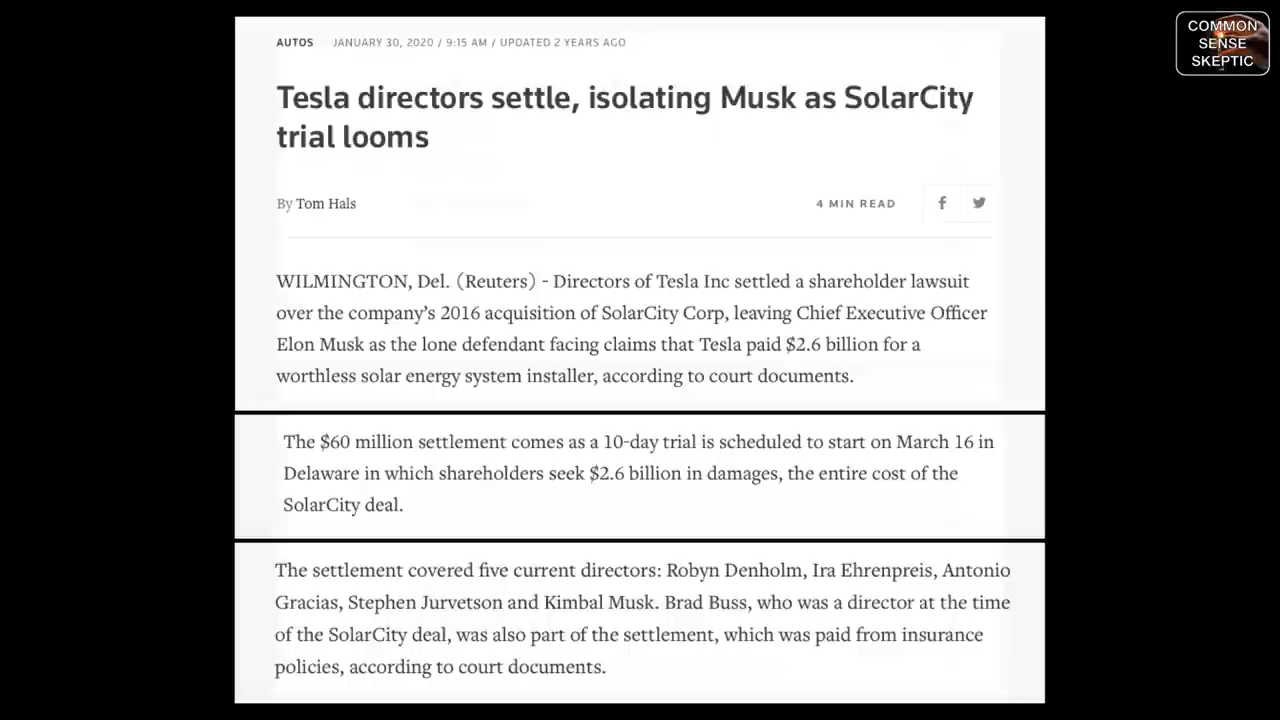 COMMON
SENSE
SKEPTIC
AUTOS JANUARY 30, 2020 / 9:15 AM / UPDATED 2 YEARS AGO
Tesla directors settle, isolating Musk as SolarCity
trial looms
By Tom Hals
4 MIN READ
WILMINGTON, Del. (Reuters) - Directors of Tesla Inc settled a shareholder lawsuit
over the company’s 2016 acquisition of SolarCity Corp, leaving Chief Executive Officer
Elon Musk as the lone defendant facing claims that Tesla paid $2.6 billion for a
worthless solar energy system installer, according to court documents.
The $60 million settlement comes as a 10-day trial is scheduled to start on March 16 in
Delaware in which shareholders seek $2.6 billion in damages, the entire cost of the
SolarCity deal.
The settlement covered five current directors: Robyn Denholm, Ira Ehrenpreis, Antonio
Gracias, Stephen Jurvetson and Kimbal Musk. Brad Buss, who was a director at the time
of the SolarCity deal, was also part of the settlement, which was paid from insurance
policies, according to court documents.